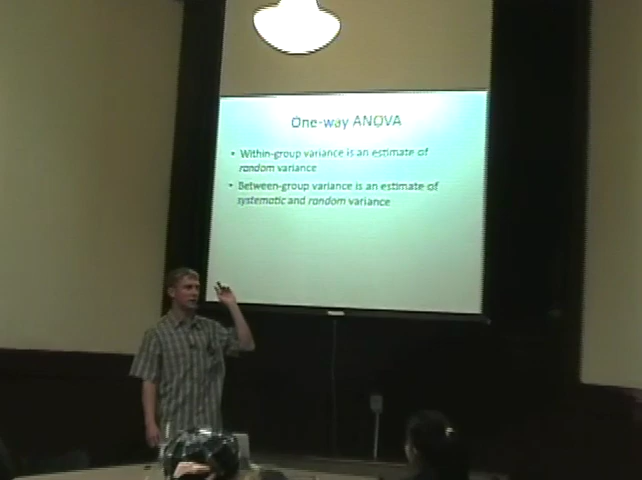 One-way ANOVA
• Within-group variance is an estimate of
random variance
• Between-group variance is an estimate of
systematic and random variance